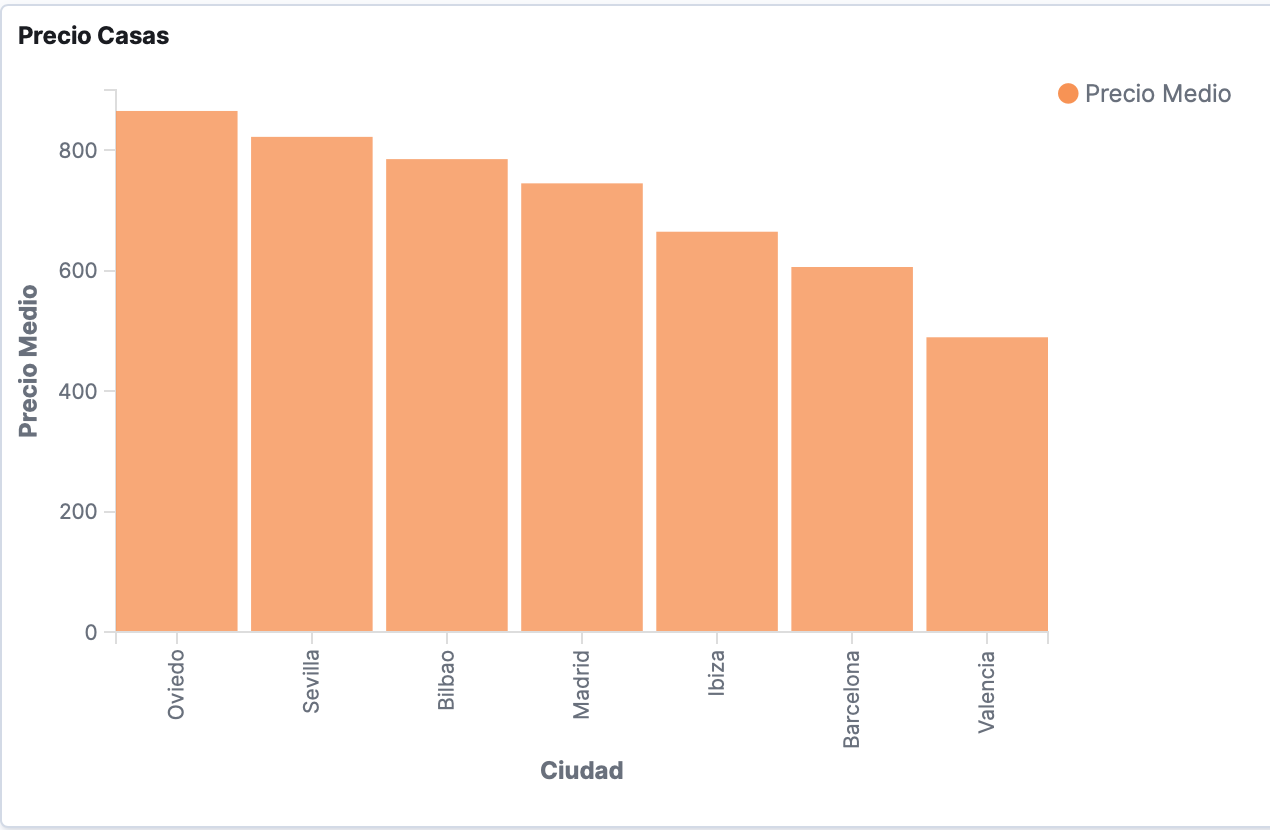 Precio Casas
Precio Medio
Precio Medio
800
600
400
200
0
Oviedo
Sevilla
Bilbao
Madrid
Ibiza
Barcelona
Valencia
Ciudad